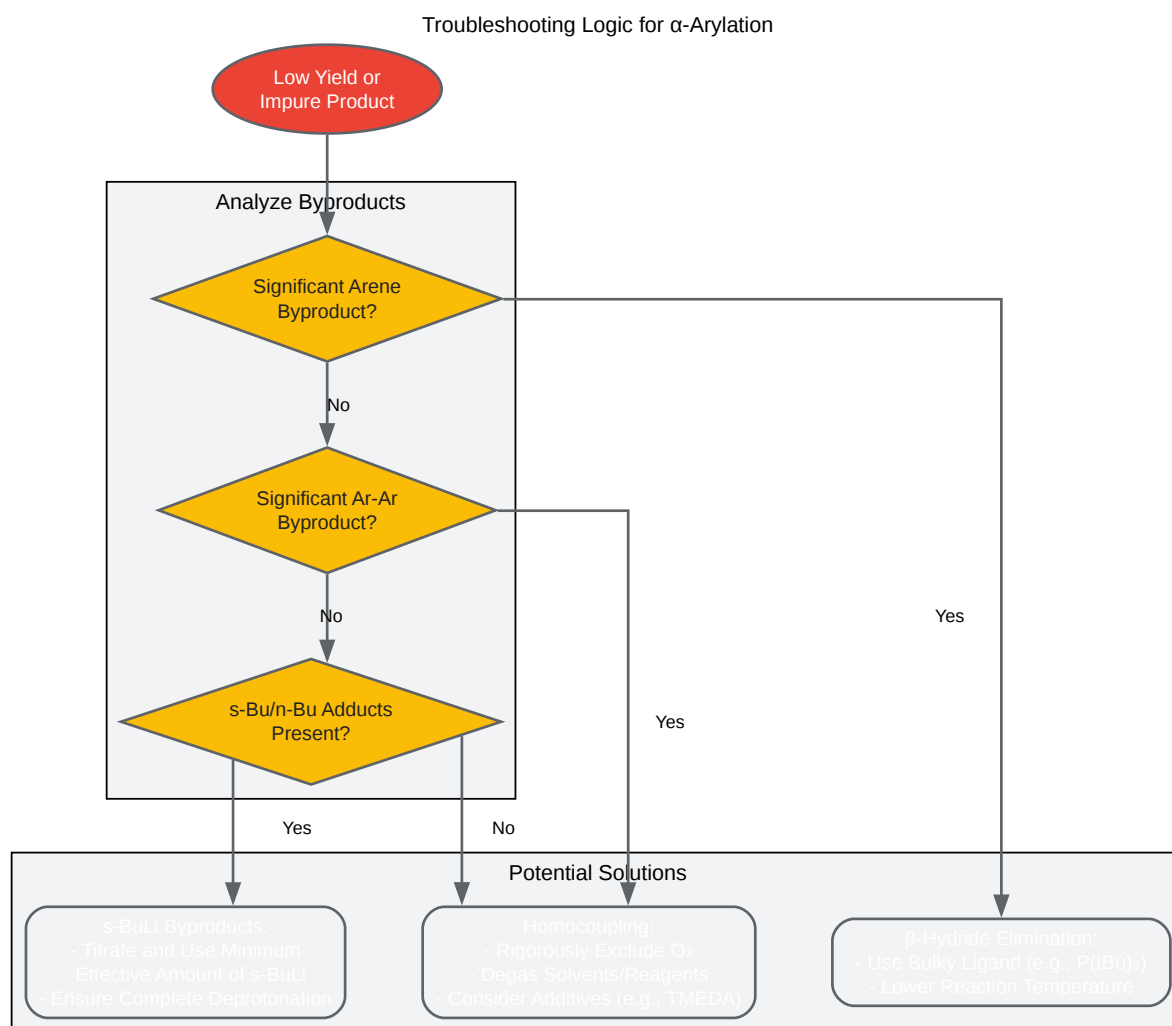 Troubleshooting Logic for α-Arylation
Low Yield or
Impure Product
Analyze Byproducts
Significant Arene
Byproduct?
No
Significant Ar-Ar
Byproduct?
No
Yes
Yes
s-Bu/n-Bu Adducts
Present?
Yes
No
Potential Solutions
s-BuLi Byproducts:
- Titrate and Use Minimum
Effective Amount of s-BuLi
- Ensure Complete Deprotonation
Homocoupling:
- Rigorously Exclude O₂
- Degas Solvents/Reagents
- Consider Additives (e.g., TMEDA)
β-Hydride Elimination:
- Use Bulky Ligand (e.g., P(tBu)₃)
- Lower Reaction Temperature